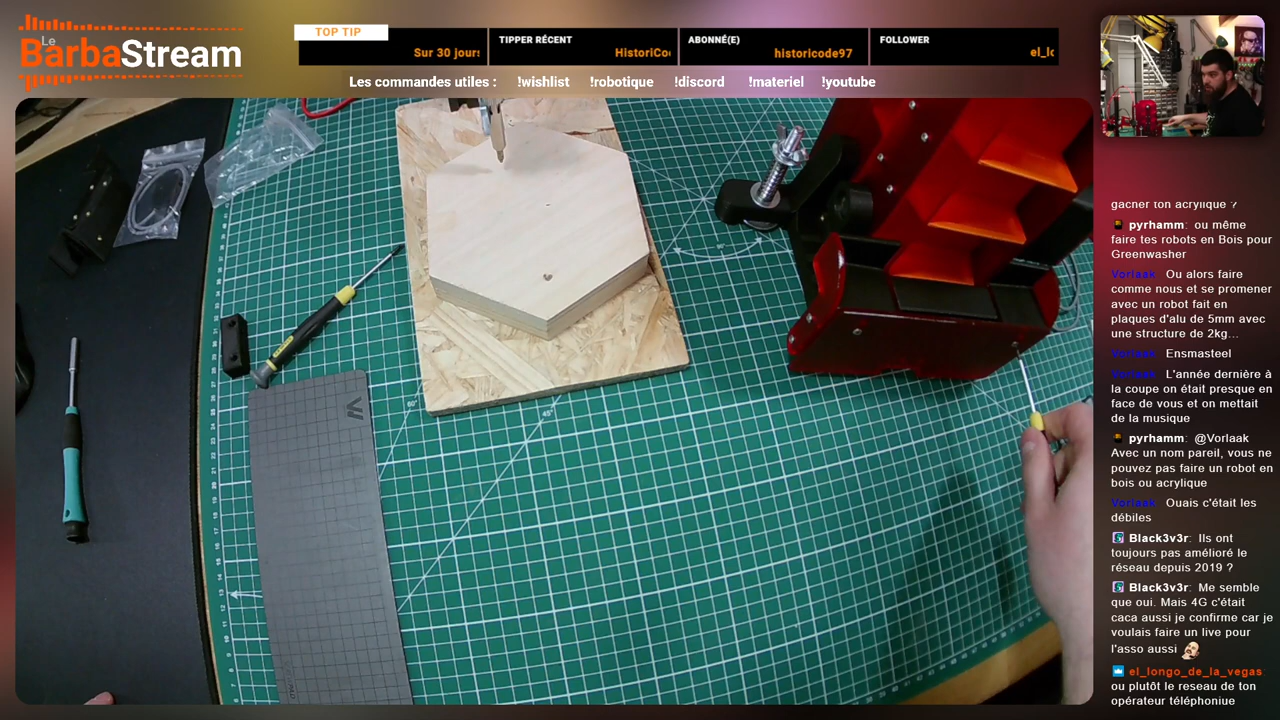 Le
BarbaStream
TOP TIP
Sur 30 jours
TIPPER RÉCENT
HistoriCo
ABONNÉ(E)
historicode97
FOLLOWER
el_lo
Les commandes utiles : !wishlist !robotique !discord !materiel !youtube
gagner ton acrylique ?
pyrhamm: ou même
faire tes robots en Bois pour
Greenwasher
Vorlaak Ou alors faire
comme nous et se promener
avec un robot fait en
plaques d'alu de 5mm avec
une structure de 2kg...
Vorlaak Ensmasteel
Vorlaak L'année dernière à
la coupe on était presque en
face de vous et on mettait
de la musique
pyrhamm: @Vorlaak
Avec un nom pareil, vous ne
pouvez pas faire un robot en
bois ou acrylique
Vorlaak Ouais c'était les
débiles
Black3v3r: Ils ont
toujours pas amélioré le
réseau depuis 2019 ?
Black3v3r: Me semble
que oui. Mais 4G c'était
caca aussi je confirme car je
voulais faire un live pour
l'asso aussi
el_longo_de_la_vegas:
ou plutôt le reseau de ton
opérateur téléphoniue
60°
45°